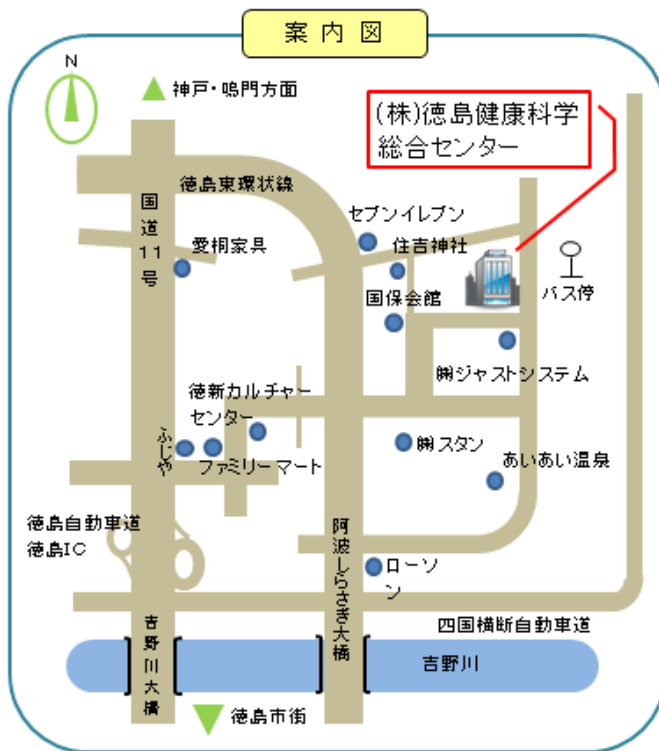 案内図
N
神戸・鳴門方面
(株)徳島健康科学
総合センター
徳島東環状線
国道11号
セブンイレブン
愛桐家具
住吉神社
国保会館
バス停
㈱ジャストシステム
徳新カルチャー
センター
ふじや
ファミリーマート
㈱スタン
あいあい温泉
徳島自動車道
徳島IC
阿波しらさぎ大橋
ローソ
ン
四国横断自動車道
吉野川大橋
吉野川
徳島市街